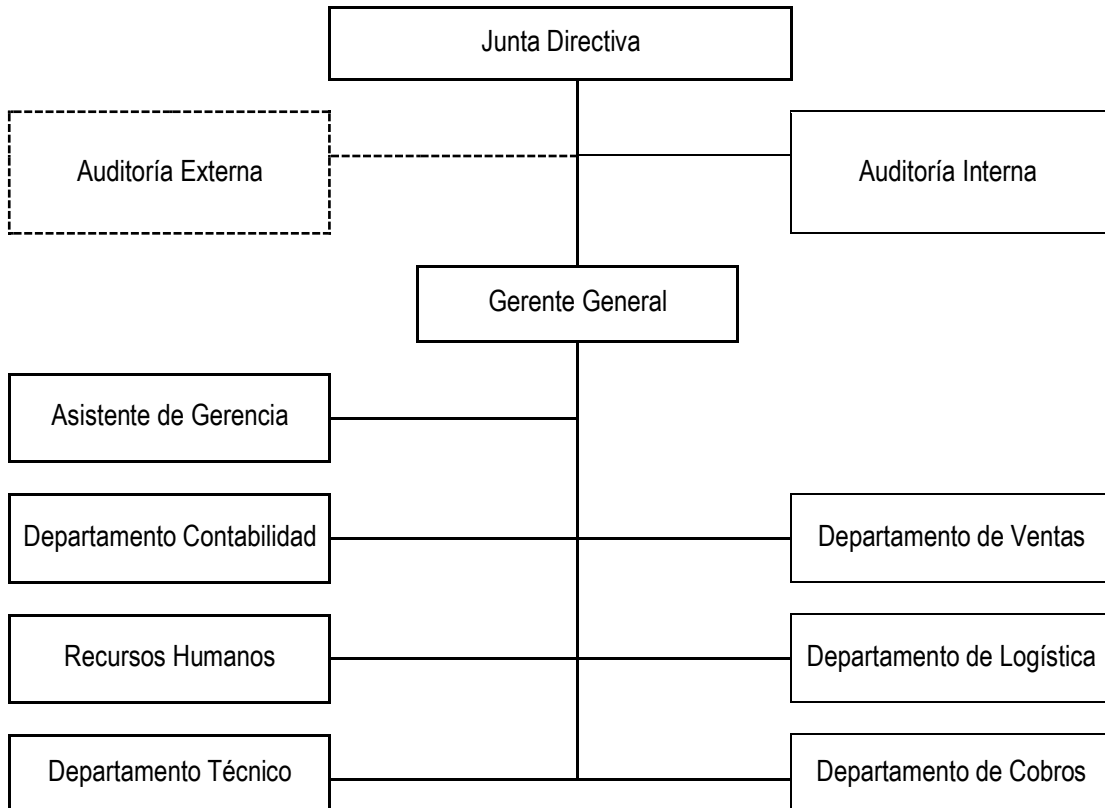 Junta Directiva
Auditoría Externa
Auditoría Interna
Gerente General
Asistente de Gerencia
Departamento Contabilidad
Departamento de Ventas
Recursos Humanos
Departamento de Logística
Departamento Técnico
Departamento de Cobros